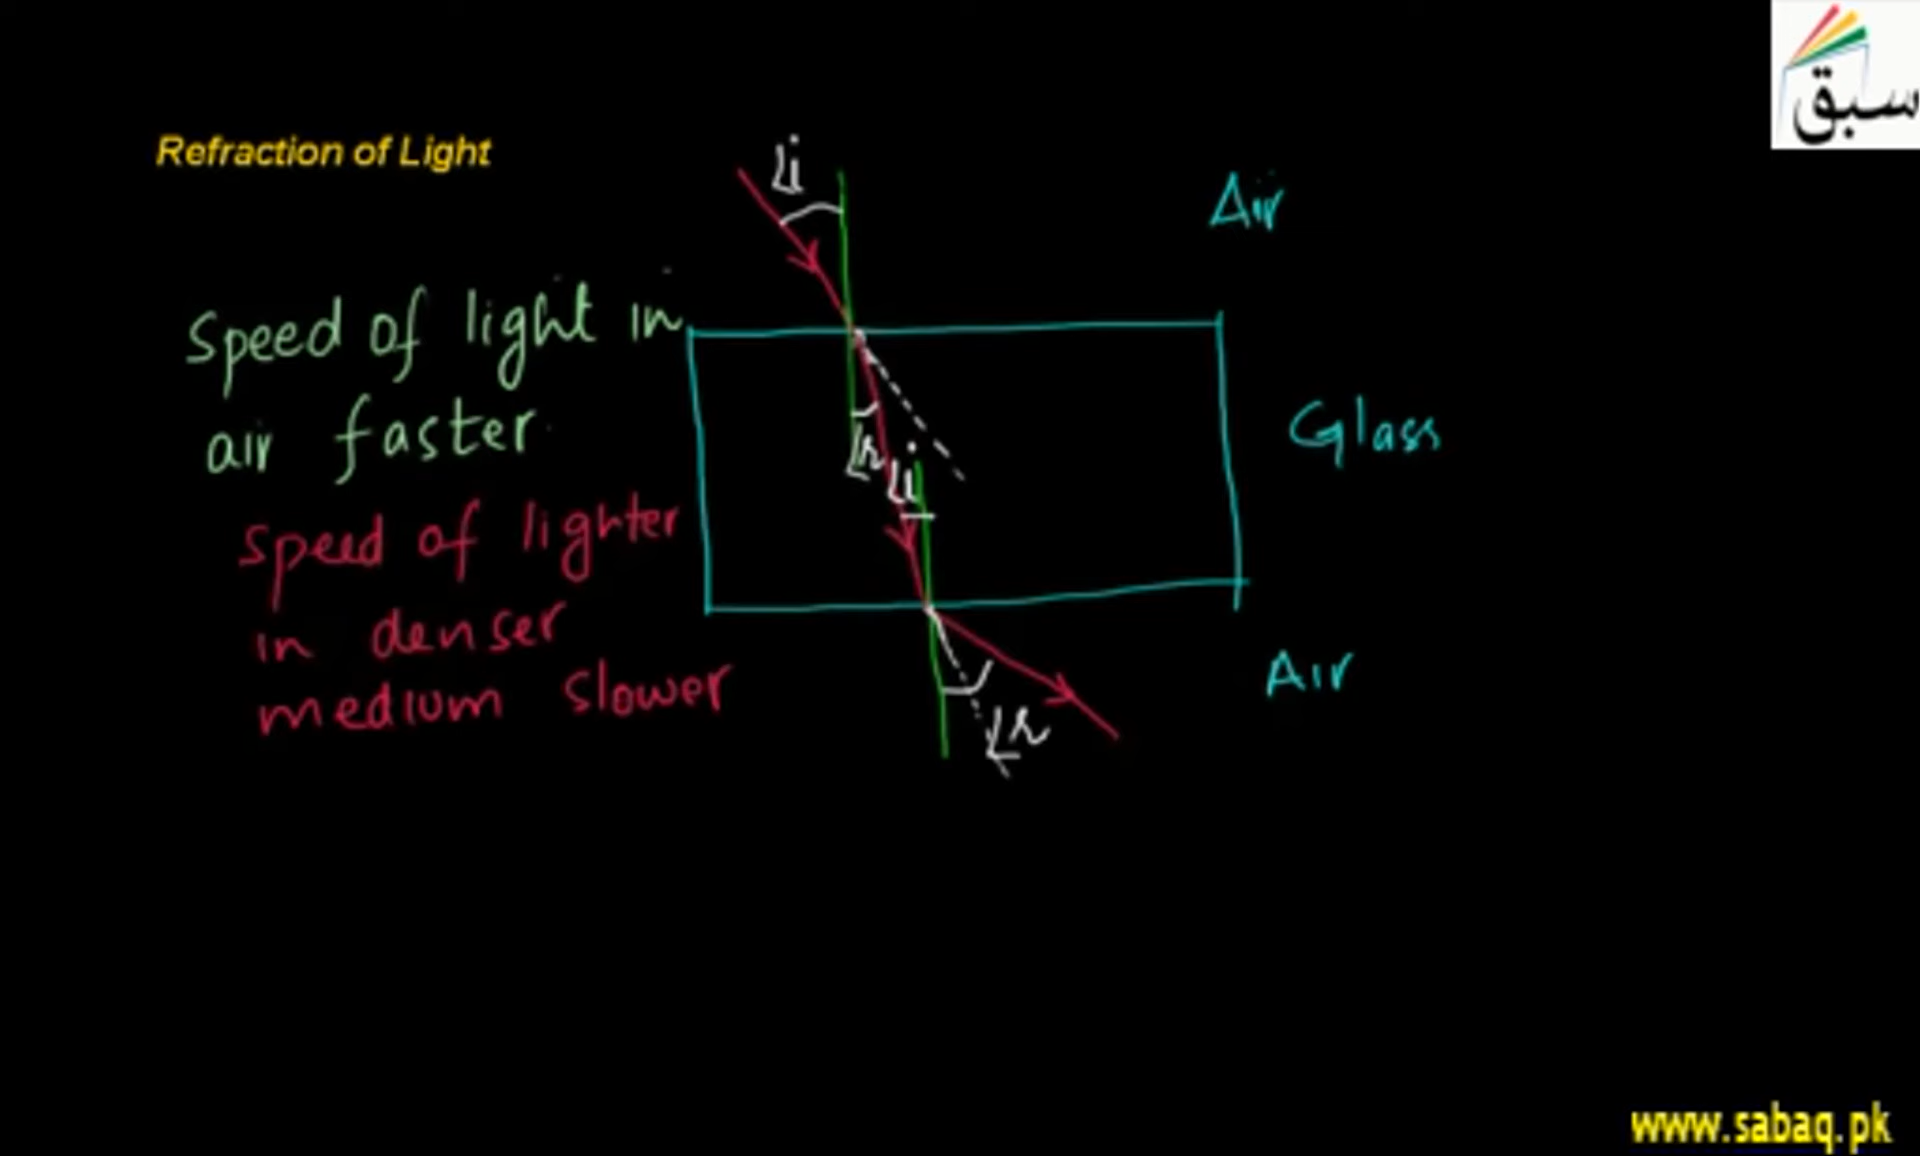 سبق
Refraction of Light
∠i
Air
Speed of light in
air faster
Glass
∠r
∠i
speed of lighter
in denser
medium slower
Air
∠r
www.sabaq.pk